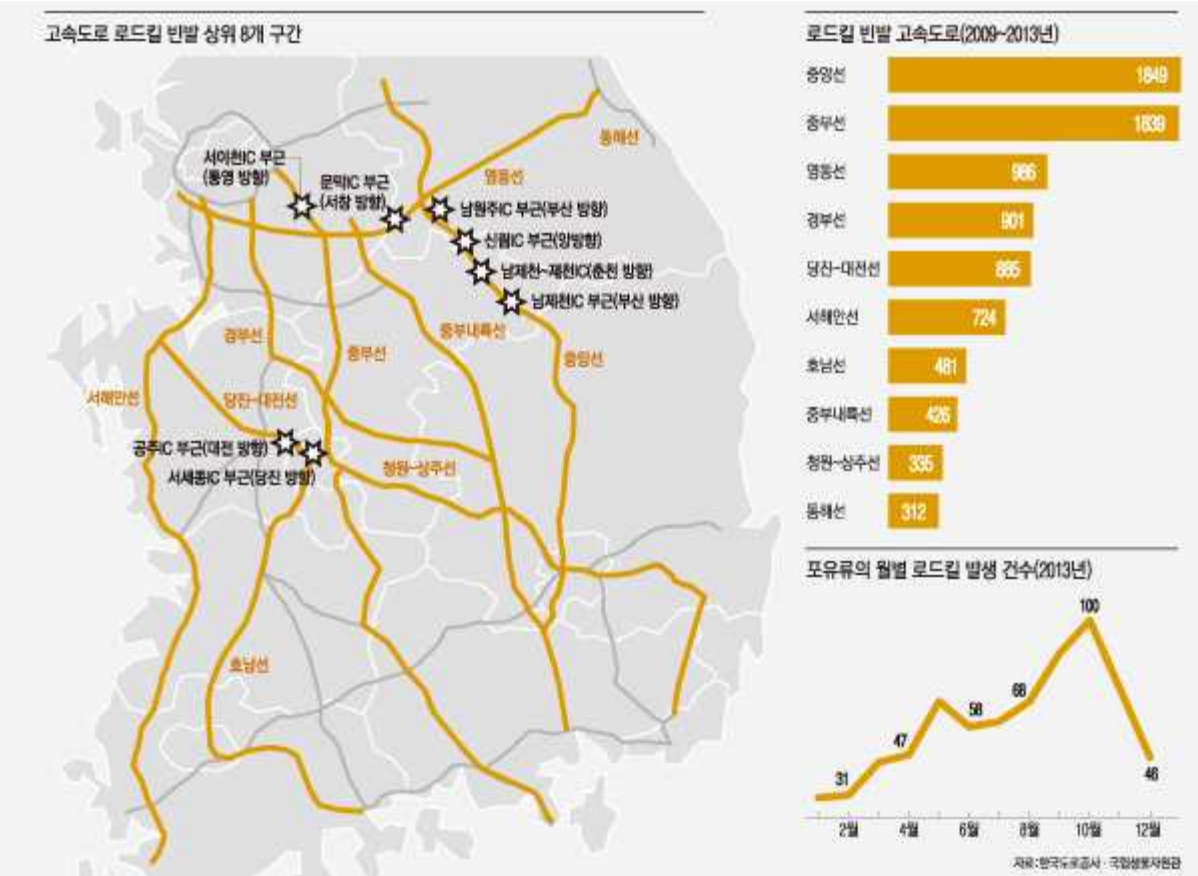 고속도로 로드킬 빈발 상위 8개 구간
서이천IC 부근
(통영 방향)
문막IC 부근
(서창 방향)
동해선
영동선
남원주IC 부근(부산 방향)
신림IC 부근(양방향)
남제천~제천IC(춘천 방향)
남제천IC 부근(부산 방향)
경부선
중부선
중부내륙선
중앙선
서해안선
당진~대전선
공주IC 부근(대전 방향)
서세종IC 부근(당진 방향)
청원~상주선
호남선
로드킬 빈발 고속도로(2009~2013년)
중앙선 1849
중부선 1839
영동선 986
경부선 901
당진~대전선 885
서해안선 724
호남선 481
중부내륙선 426
청원~상주선 335
동해선 312
포유류의 월별 로드킬 발생 건수(2013년)
31
47
58
68
100
46
2월 4월 6월 8월 10월 12월
자료:한국도로공사·국립생물자원관